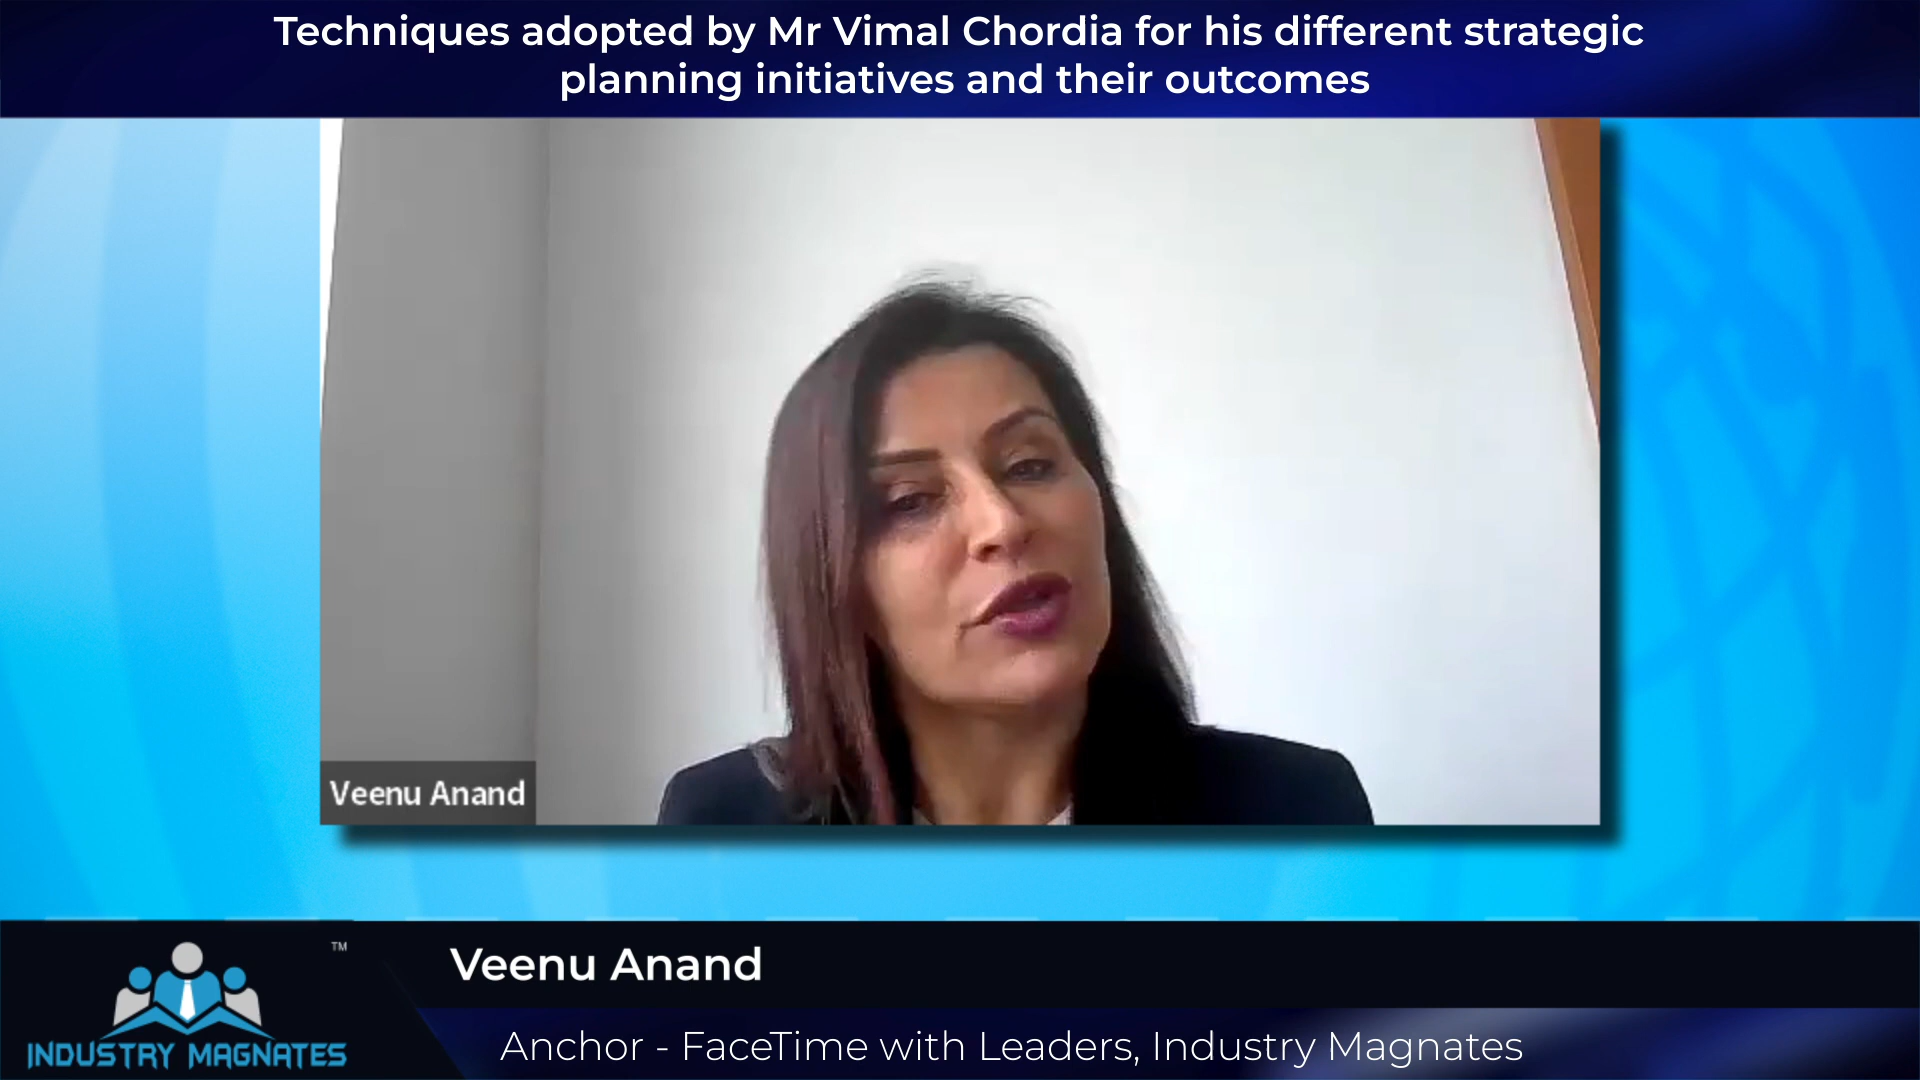 Techniques adopted by Mr Vimal Chordia for his different strategic
planning initiatives and their outcomes
Veenu Anand
TM
INDUSTRY MAGNATES
Veenu Anand
Anchor - FaceTime with Leaders, Industry Magnates